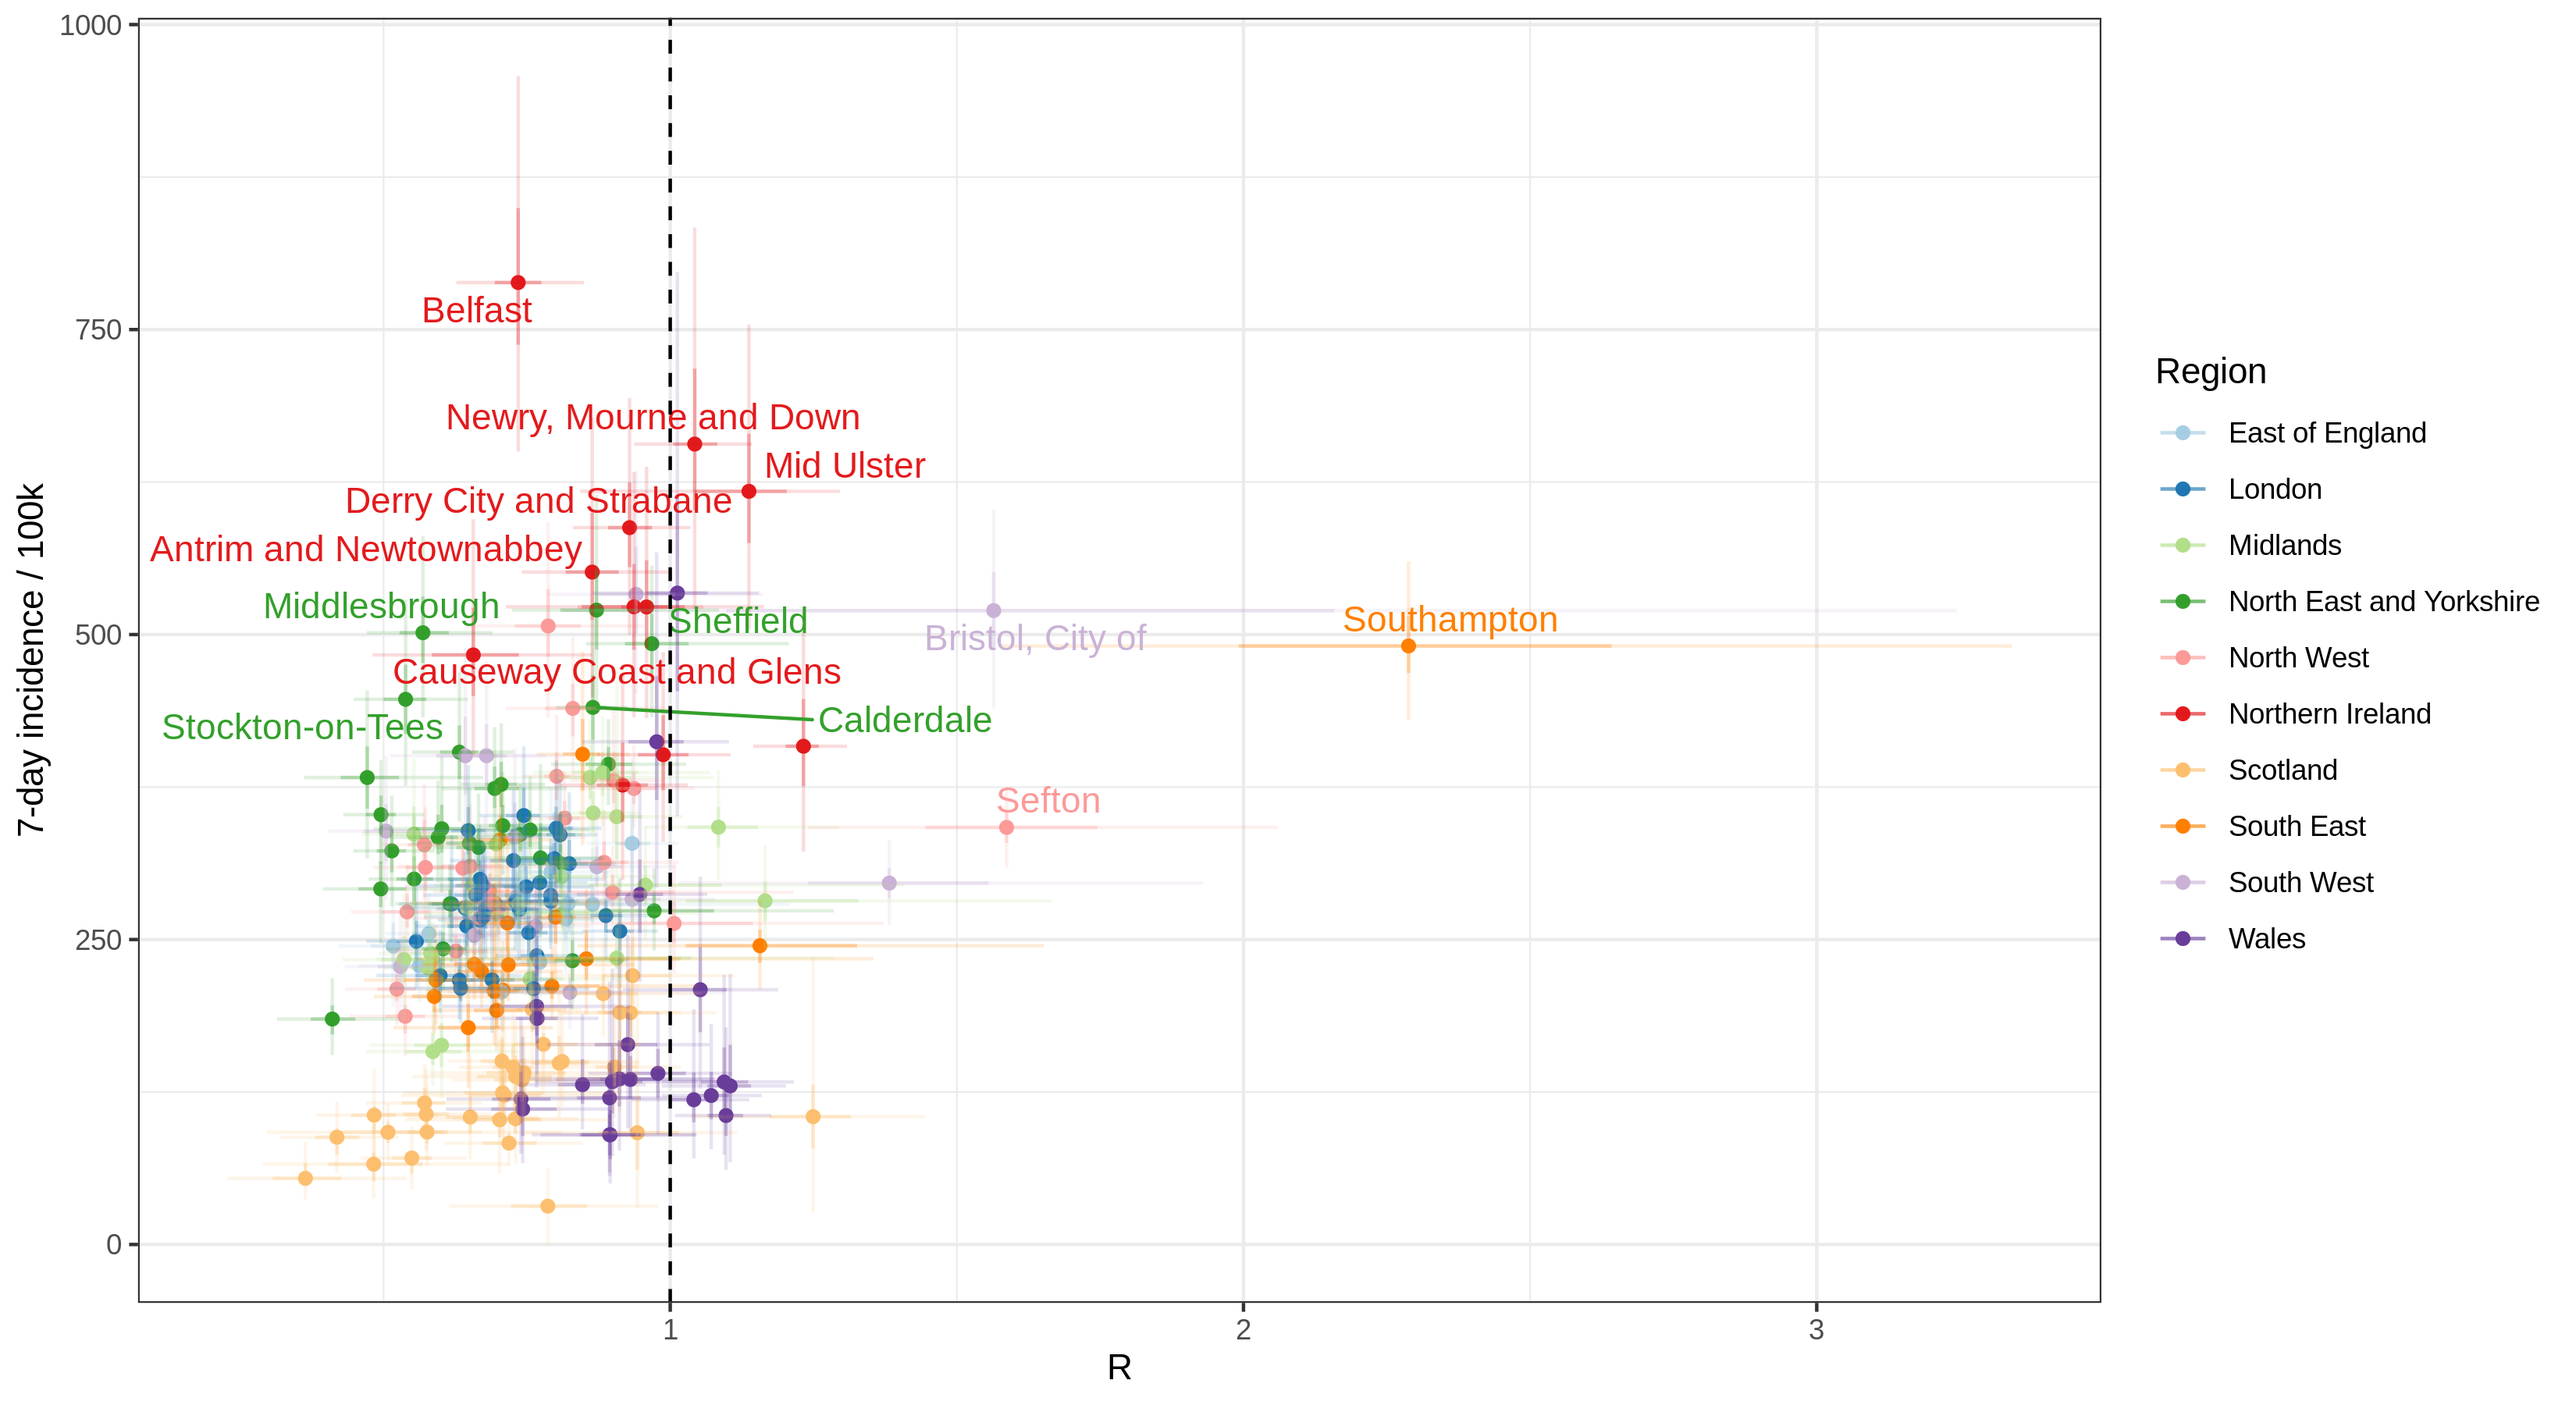 1000
750
500
250
0
7-day incidence / 100k
Belfast
Newry, Mourne and Down
Mid Ulster
Derry City and Strabane
Antrim and Newtownabbey
Middlesbrough
Sheffield
Bristol, City of
Southampton
Causeway Coast and Glens
Stockton-on-Tees
Calderdale
Sefton
1
2
3
R
Region
East of England
London
Midlands
North East and Yorkshire
North West
Northern Ireland
Scotland
South East
South West
Wales